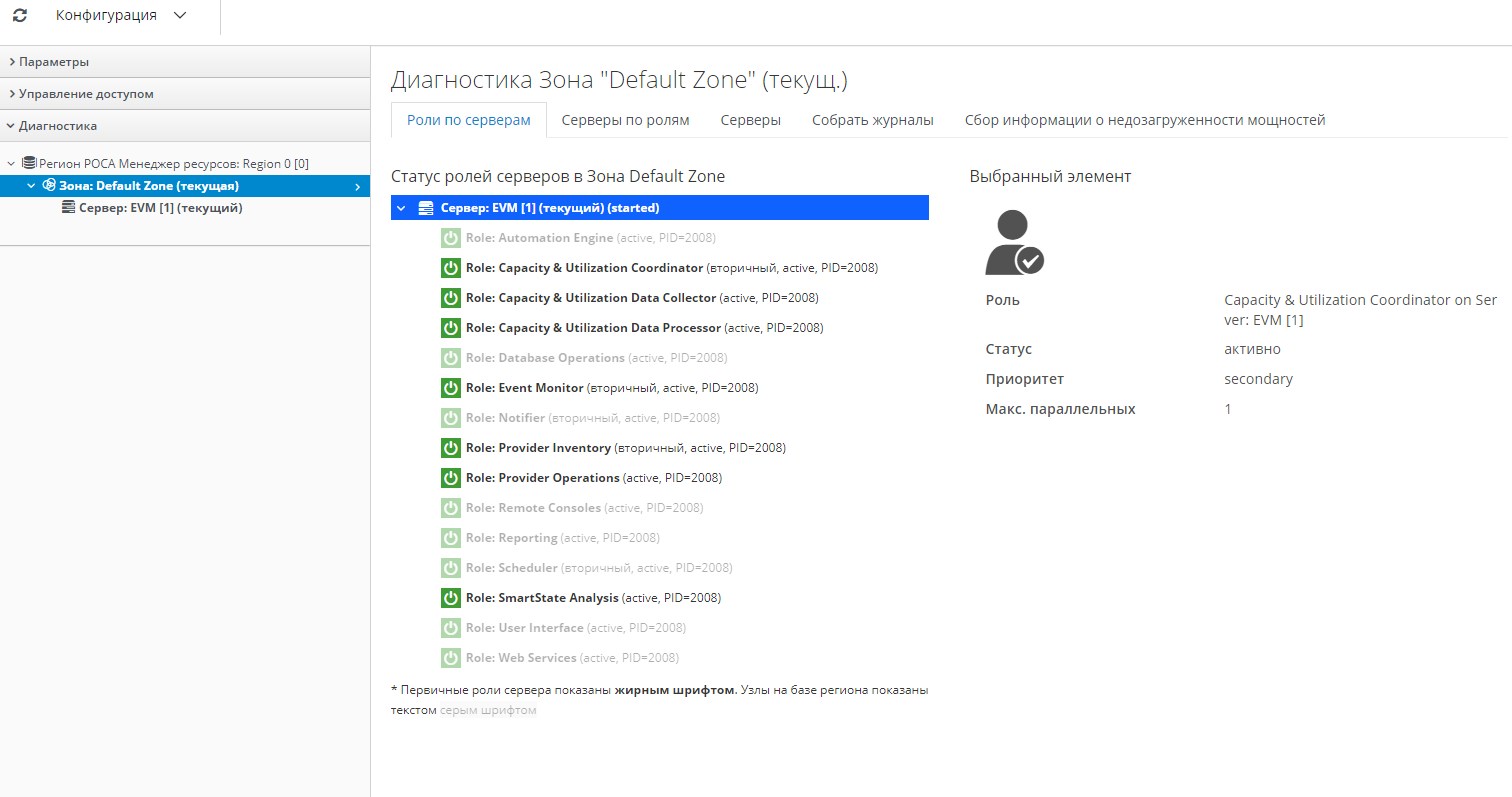 Конфигурация
Параметры
Управление доступом
Диагностика
Регион РОСА Менеджер ресурсов: Region 0 [0]
Зона: Default Zone (текущая)
Сервер: EVM [1] (текущий)
Диагностика Зона "Default Zone" (текущ.)
Роли по серверам Серверы по ролям Серверы Собрать журналы Сбор информации о недозагруженности мощностей
Статус ролей серверов в Зона Default Zone
Сервер: EVM [1] (текущий) (started)
Role: Automation Engine (active, PID=2008)
Role: Capacity & Utilization Coordinator (вторичный, active, PID=2008)
Role: Capacity & Utilization Data Collector (active, PID=2008)
Role: Capacity & Utilization Data Processor (active, PID=2008)
Role: Database Operations (active, PID=2008)
Role: Event Monitor (вторичный, active, PID=2008)
Role: Notifier (вторичный, active, PID=2008)
Role: Provider Inventory (вторичный, active, PID=2008)
Role: Provider Operations (active, PID=2008)
Role: Remote Consoles (active, PID=2008)
Role: Reporting (active, PID=2008)
Role: Scheduler (вторичный, active, PID=2008)
Role: SmartState Analysis (active, PID=2008)
Role: User Interface (active, PID=2008)
Role: Web Services (active, PID=2008)
* Первичные роли сервера показаны жирным шрифтом. Узлы на базе региона показаны
текстом серым шрифтом
Выбранный элемент
Роль Capacity & Utilization Coordinator on Ser
ver: EVM [1]
Статус активно
Приоритет secondary
Макс. параллельных 1